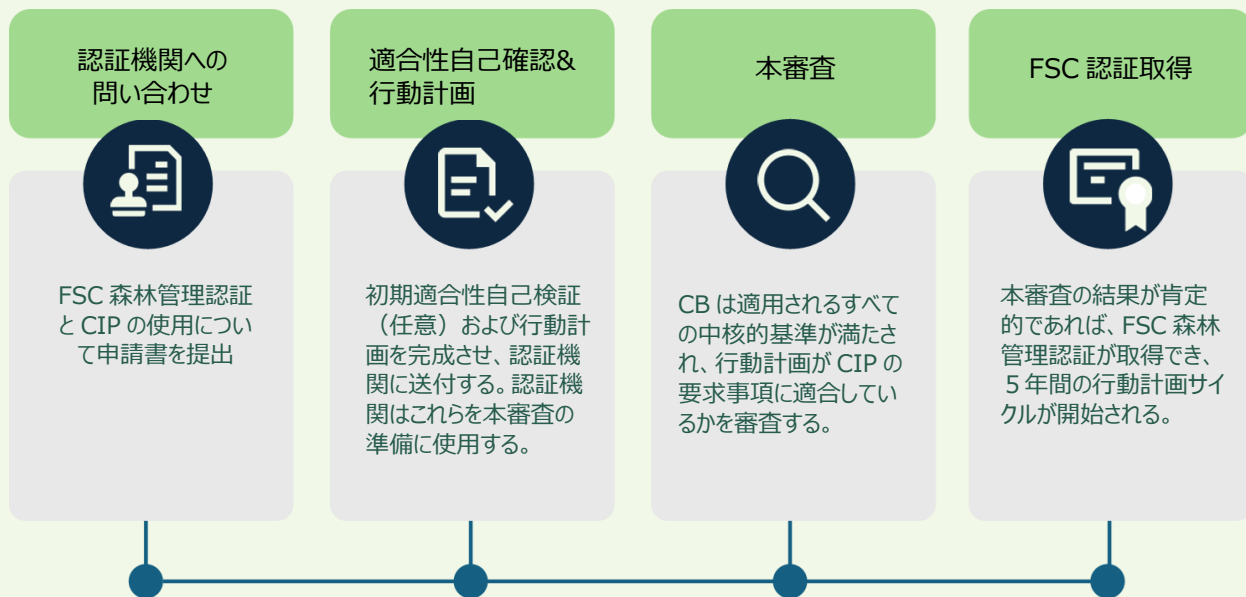 認証機関への
問い合わせ
FSC 森林管理認証
と CIP の使用につい
て申請書を提出
適合性自己確認&
行動計画
初期適合性自己検証
（任意）および行動計
画を完成させ、認証機
関に送付する。認証機
関はこれらを本審査の
準備に使用する。
本審査
CB は適用されるすべて
の中核的基準が満たさ
れ、行動計画が CIP の
要求事項に適合してい
るかを審査する。
FSC 認証取得
本審査の結果が肯定
的であれば、FSC 森林
管理認証が取得でき、
５年間の行動計画サイ
クルが開始される。